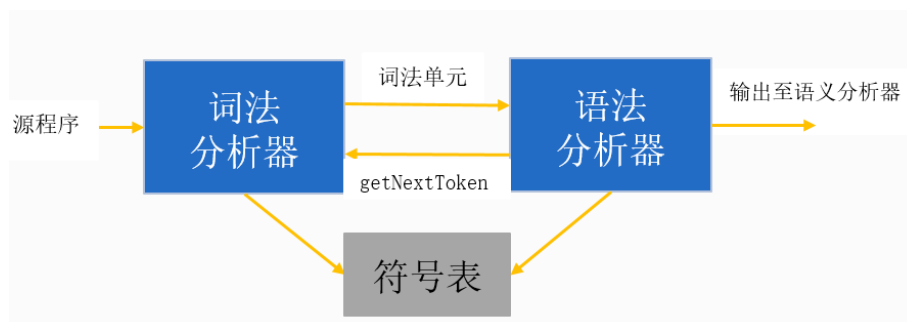 源程序
词法
分析器
词法单元
getNextToken
语法
分析器
输出至语义分析器
符号表